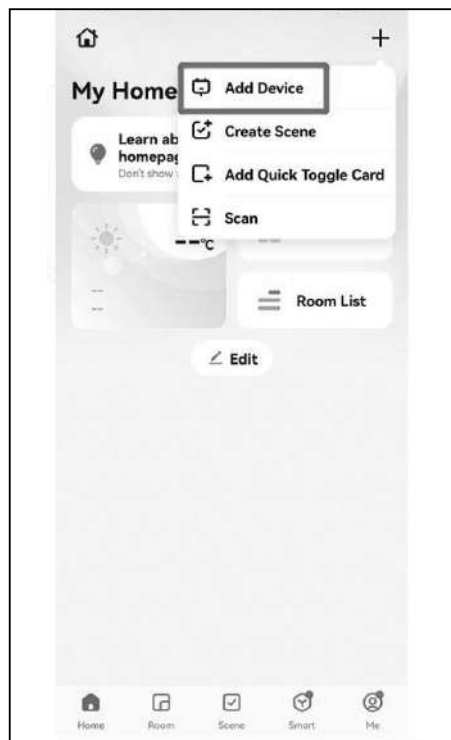 My Home
Add Device
Create Scene
Add Quick Toggle Card
Scan
Learn ab
homepag
Don't show
--°C
--
--
--
Room List
Edit
Home
Room
Scene
Smart
Me